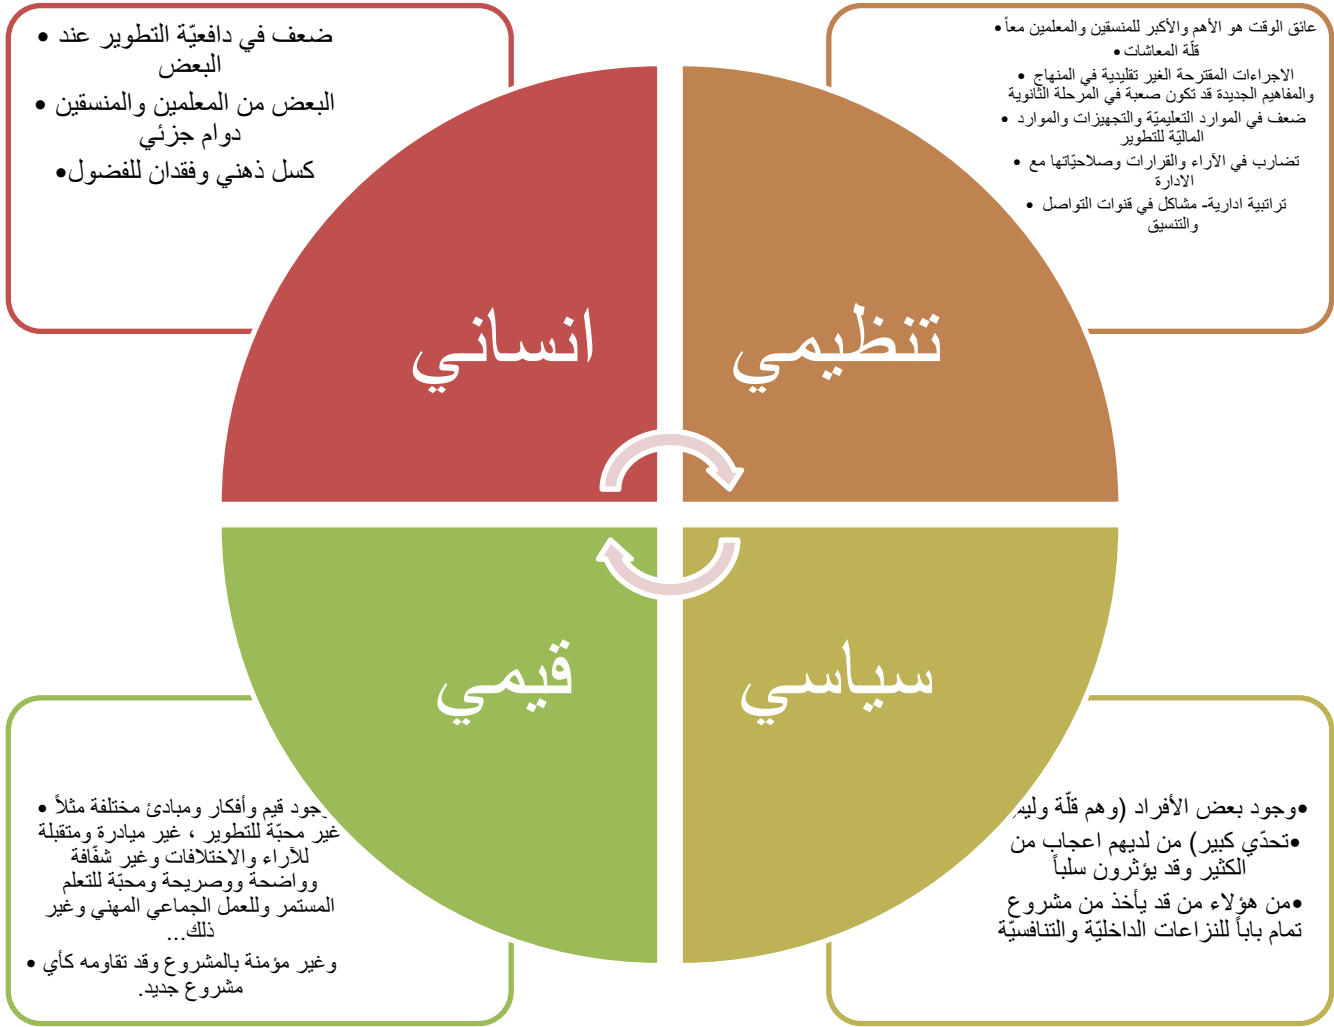 عائق الوقت هو الأهم والأكبر للمنسقين والمعلمين معاً •
قلّة المعاشات •
الاجراءات المقترحة الغير تقليدية في المنهاج •
والمفاهيم الجديدة قد تكون صعبة في المرحلة الثانوية
ضعف في الموارد التعليميّة والتجهيزات والموارد •
الماليّة للتطوير
تضارب في الآراء والقرارات وصلاحيّاتها مع •
الادارة
تراتبية ادارية- مشاكل في قنوات التواصل •
والتنسيق
ضعف في دافعيّة التطوير عند •
البعض
البعض من المعلمين والمنسقين •
دوام جزئي
كسل ذهني وفقدان للفضول •
تنظيمي
انساني
سياسي
قيمي
• وجود بعض الأفراد (وهم قلّة
• تحدّي كبير) من لديهم اعجاب من
الكثير وقد يؤثرون سلباً
• من هؤلاء من قد يأخذ من مشروع
تمام باباً للنزاعات الداخليّة والتنافسيّة
قيم وأفكار ومبادئ مختلفة مثلاً •
غير محبّة للتطوير ، غير ميادرة ومتقبلة
للآراء والاختلافات وغير شفّافة
وواضحة ووصريحة ومحبّة للتعلم
المستمر وللعمل الجماعي المهني وغير
ذلك...
وغير مؤمنة بالمشروع وقد تقاومه كأي •
مشروع جديد.